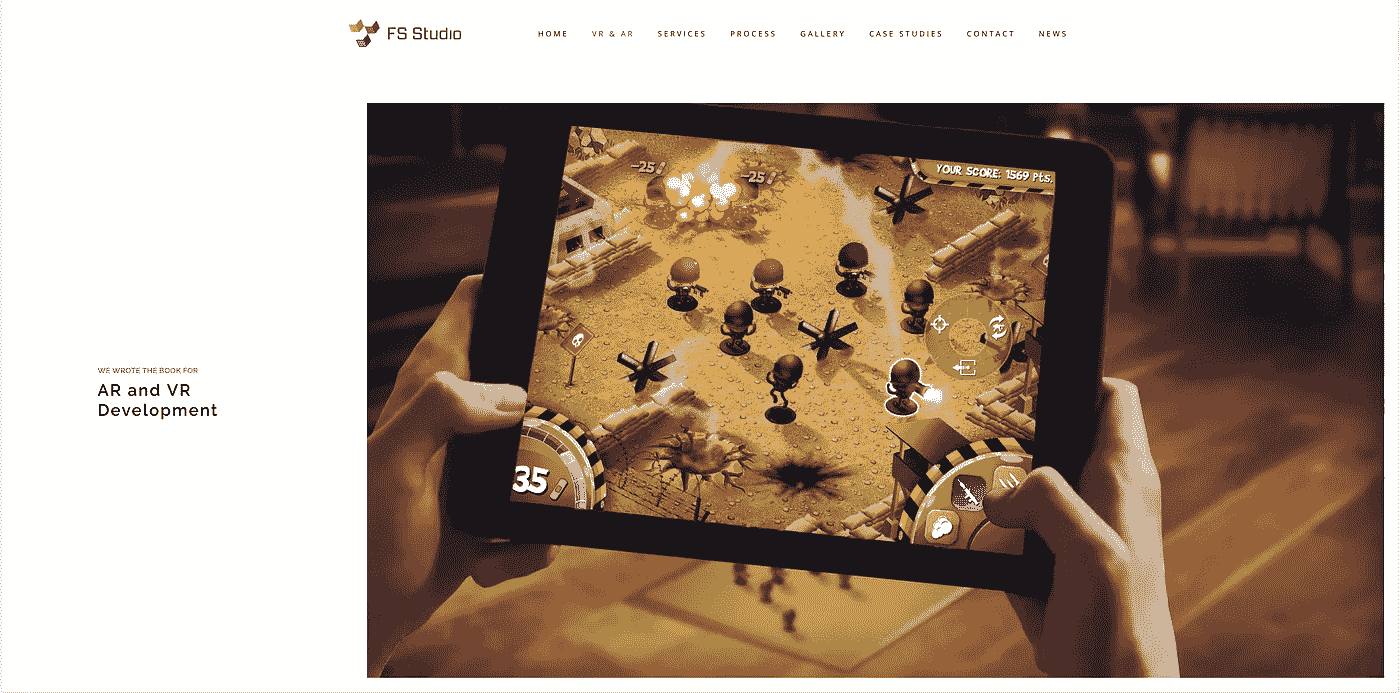 FS Studio
HOME VR & AR SERVICES PROCESS GALLERY CASE STUDIES CONTACT NEWS
-25
-25
YOUR SCORE: 1569 Pts.
WE WROTE THE BOOK FOR
AR and VR
Development
35